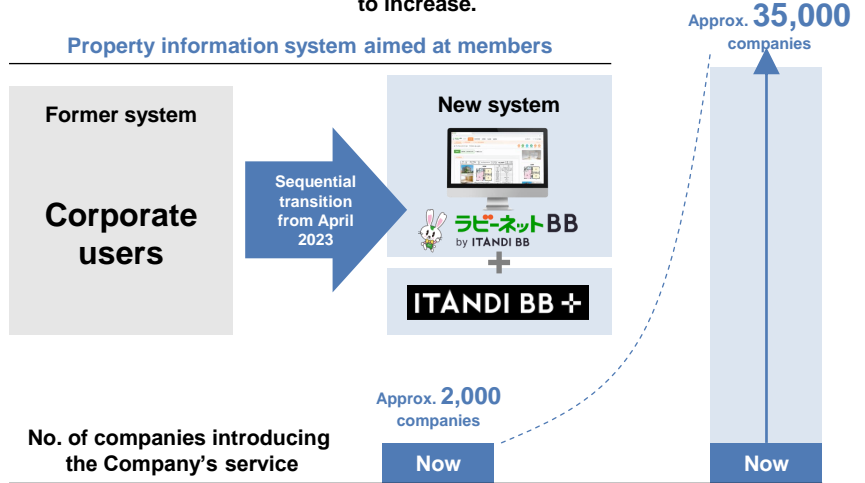 to increase.
Property information system aimed at members
Approx. 35,000
companies
Former system
Corporate
users
Sequential
transition
from April
2023
New system
ラビーネットBB
by ITANDI BB
+
ITANDI BB +
Approx. 2,000
companies
No. of companies introducing
the Company's service
Now
Now